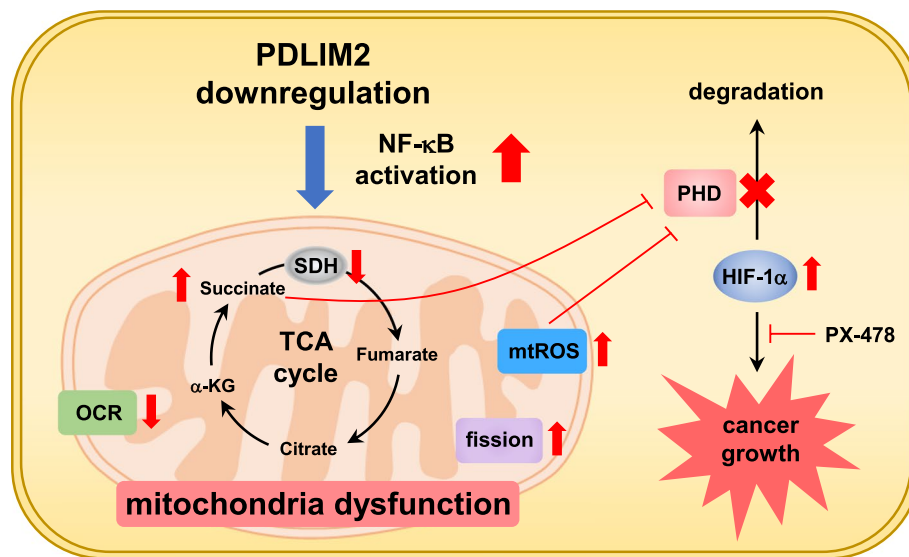 PDLIM2
downregulation
NF-κB
activation
degradation
PHD
SDH
Succinate
HIF-1α
TCA
cycle
Fumarate
mtROS
PX-478
α-KG
OCR
Citrate
fission
cancer
growth
mitochondria dysfunction